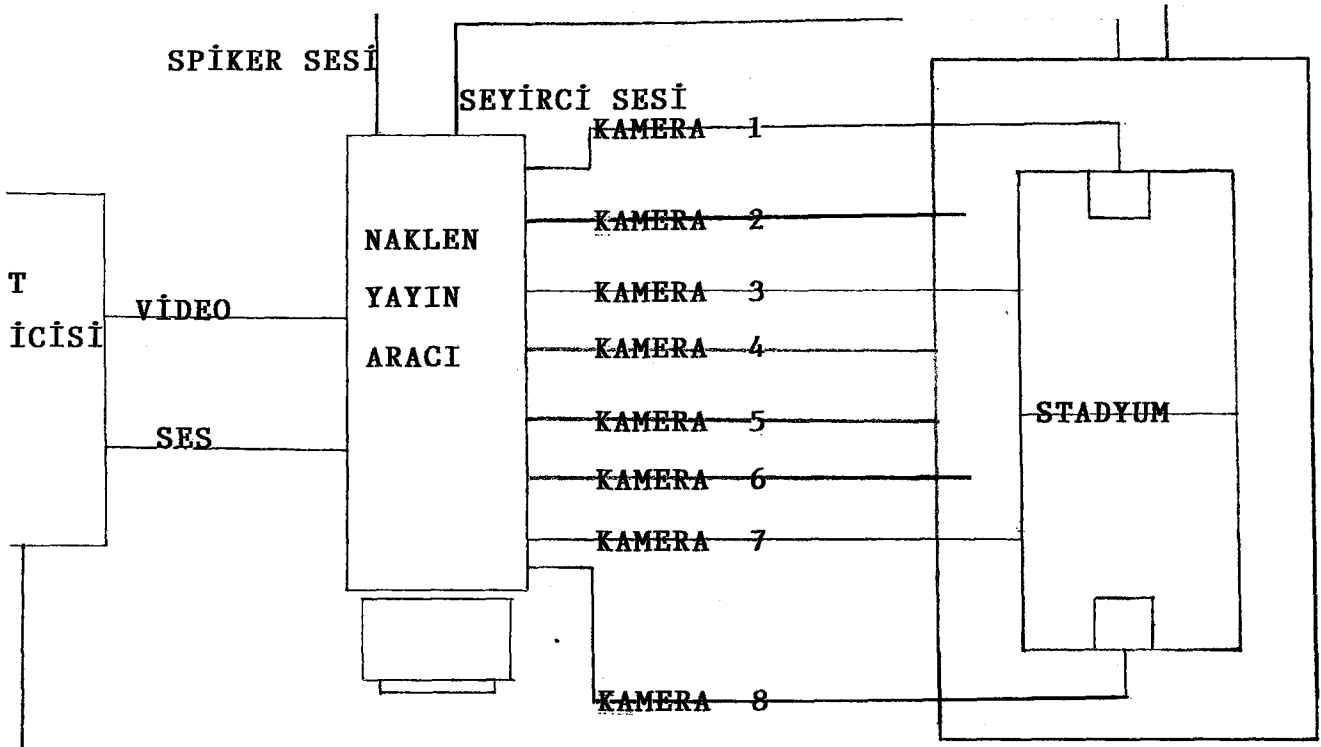 SPİKER SESİ
SEYİRCİ SESİ
KAMERA 1
KAMERA 2
NAKLEN
YAYIN
ARACI
T
İCİSİ
VİDEO
SES
KAMERA 3
KAMERA 4
KAMERA 5
KAMERA 6
KAMERA 7
KAMERA 8
STADYUM